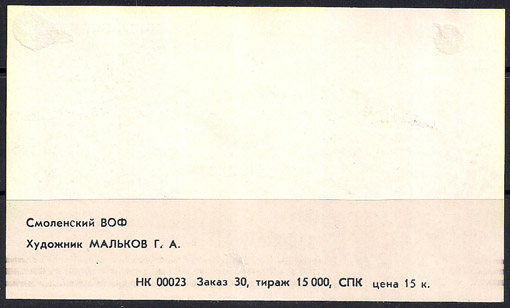 Смоленский ВОФ
Художник МАЛЬКОВ Г. А.
НК 00023 Заказ 30, тираж 15 000, СПК цена 15 к.